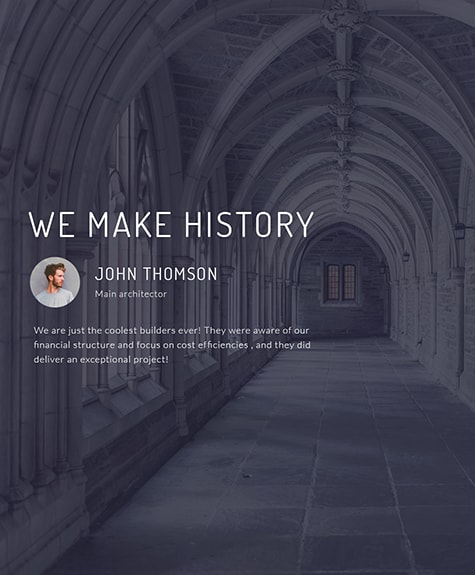 WE MAKE HISTORY
JOHN THOMSON
Main architector
We are just the coolest builders ever! They were aware of our
financial structure and focus on cost efficiencies , and they did
deliver an exceptional project!